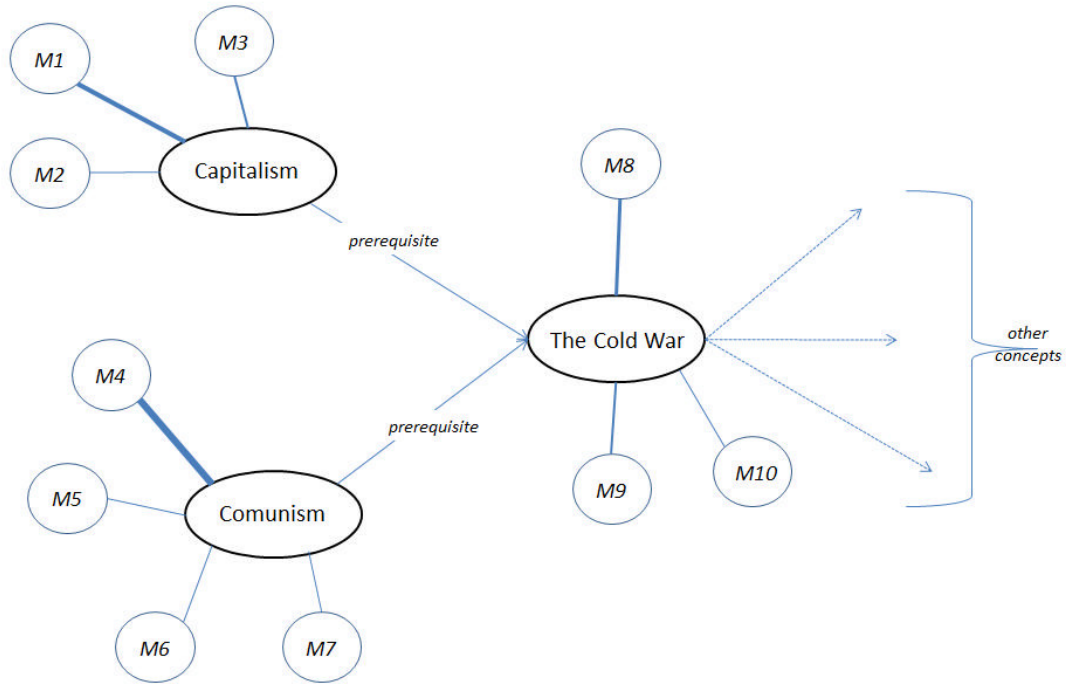 M3
M1
M2
Capitalism
M8
prerequisite
The Cold War
other
concepts
M4
prerequisite
M5
M9
M10
Comunism
M6
M7